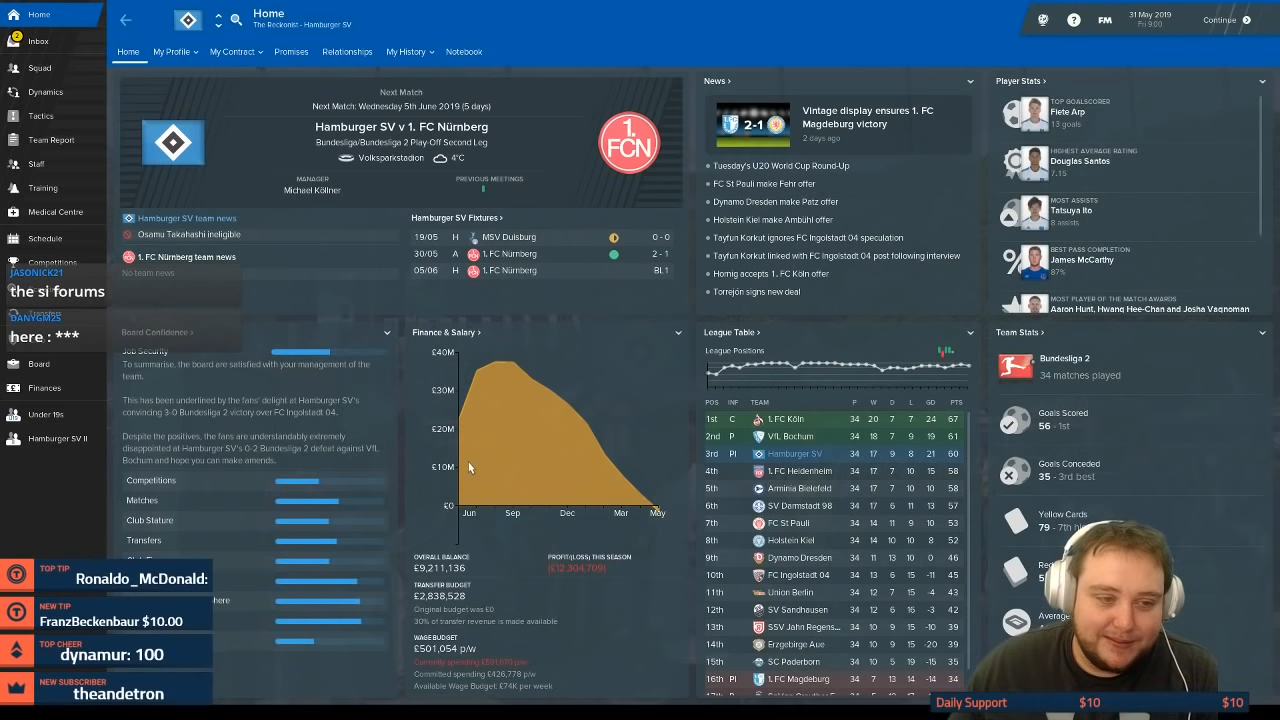 Home
Home
The Reckonist - Hamburger SV
FM
31 May 2019
Fri 9:00
Continue
2
Inbox
Squad
Dynamics
Tactics
Team Report
Staff
Training
Medical Centre
Schedule
Competitions
Board
Finances
Under 19s
Hamburger SV II
Home
My Profile
My Contract
Promises
Relationships
My History
Notebook
Next Match
Next Match: Wednesday 5th June 2019 (5 days)
Hamburger SV v 1. FC Nürnberg
Bundesliga/Bundesliga 2 Play-Off Second Leg
Volksparkstadion
4°C
MANAGER
Michael Köllner
PREVIOUS MEETINGS
1.
FCN
Hamburger SV team news
Osamu Takahashi ineligible
1. FC Nürnberg team news
No team news
Hamburger SV Fixtures >
19/05 H MSV Duisburg 0 - 0
30/05 A 1. FC Nürnberg 2 - 1
05/06 H 1. FC Nürnberg BL1
News >
2-1
Vintage display ensures 1. FC
Magdeburg victory
2 days ago
Tuesday's U20 World Cup Round-Up
FC St Pauli make Fehr offer
Dynamo Dresden make Patz offer
Holstein Kiel make Ambühl offer
Tayfun Korkut ignores FC Ingolstadt 04 speculation
Tayfun Korkut linked with FC Ingolstadt 04 post following interview
Hornig accepts 1. FC Köln offer
Torrejón signs new deal
Player Stats >
TOP GOALSCORER
Fiete Arp
13 goals
HIGHEST AVERAGE RATING
Douglas Santos
7.15
MOST ASSISTS
Tatsuya Ito
8 assists
BEST PASS COMPLETION
James McCarthy
87%
MOST PLAYER OF THE MATCH AWARDS
Aaron Hunt, Hwang Hee-Chan and Josha Vagnoman
JASONICK21
the si forums
DANVGM25
here : ***
Board Confidence >
Job Security
To summarise, the board are satisfied with your management of the
team.
This has been underlined by the fans' delight at Hamburger SV's
convincing 3-0 Bundesliga 2 victory over FC Ingolstadt 04.
Despite the positives, the fans are understandably extremely
disappointed at Hamburger SV's 0-2 Bundesliga 2 defeat against VfL
Bochum and hope you can make amends.
Competitions
Matches
Club Stature
Transfers
Finance & Salary >
£40M
£30M
£20M
£10M
£0
Jun Sep Dec Mar May
OVERALL BALANCE
£9,211,136
PROFIT/(LOSS) THIS SEASON
(£12,304,709)
TRANSFER BUDGET
£2,838,528
Original budget was £0
30% of transfer revenue is made available
WAGE BUDGET
£501,054 p/w
Committed spending £426,778 p/w
Available Wage Budget: £74K per week
League Table >
League Positions
POS INF TEAM P W D L GD PTS
1st C 1. FC Köln 34 20 7 7 24 67
2nd P VfL Bochum 34 18 7 9 19 61
3rd Pl Hamburger SV 34 17 9 8 21 60
4th 1. FC Heidenheim 34 17 7 10 15 58
5th Arminia Bielefeld 34 17 7 10 10 58
6th SV Darmstadt 98 34 17 6 11 13 57
7th FC St Pauli 34 14 11 9 10 53
8th Holstein Kiel 34 14 10 10 8 52
9th Dynamo Dresden 34 11 13 10 0 46
10th FC Ingolstadt 04 34 13 6 15 -11 45
11th Union Berlin 34 12 7 15 -4 43
12th SV Sandhausen 34 12 6 16 -3 42
13th SSV Jahn Regens... 34 10 9 15 -10 39
14th Erzgebirge Aue 34 10 9 15 -20 39
15th SC Paderborn 34 10 5 19 -15 35
16th Pl 1. FC Magdeburg 34 7 13 14 -14 34
Team Stats >
Bundesliga 2
34 matches played
Goals Scored
56 - 1st
Goals Conceded
35 - 3rd best
Yellow Cards
79 - 7th
TOP TIP
Ronaldo_McDonald:
NEW TIP
FranzBeckenbaur $10.00
TOP CHEER
dynamur: 100
NEW SUBSCRIBER
theandetron
Daily Support $10 $10